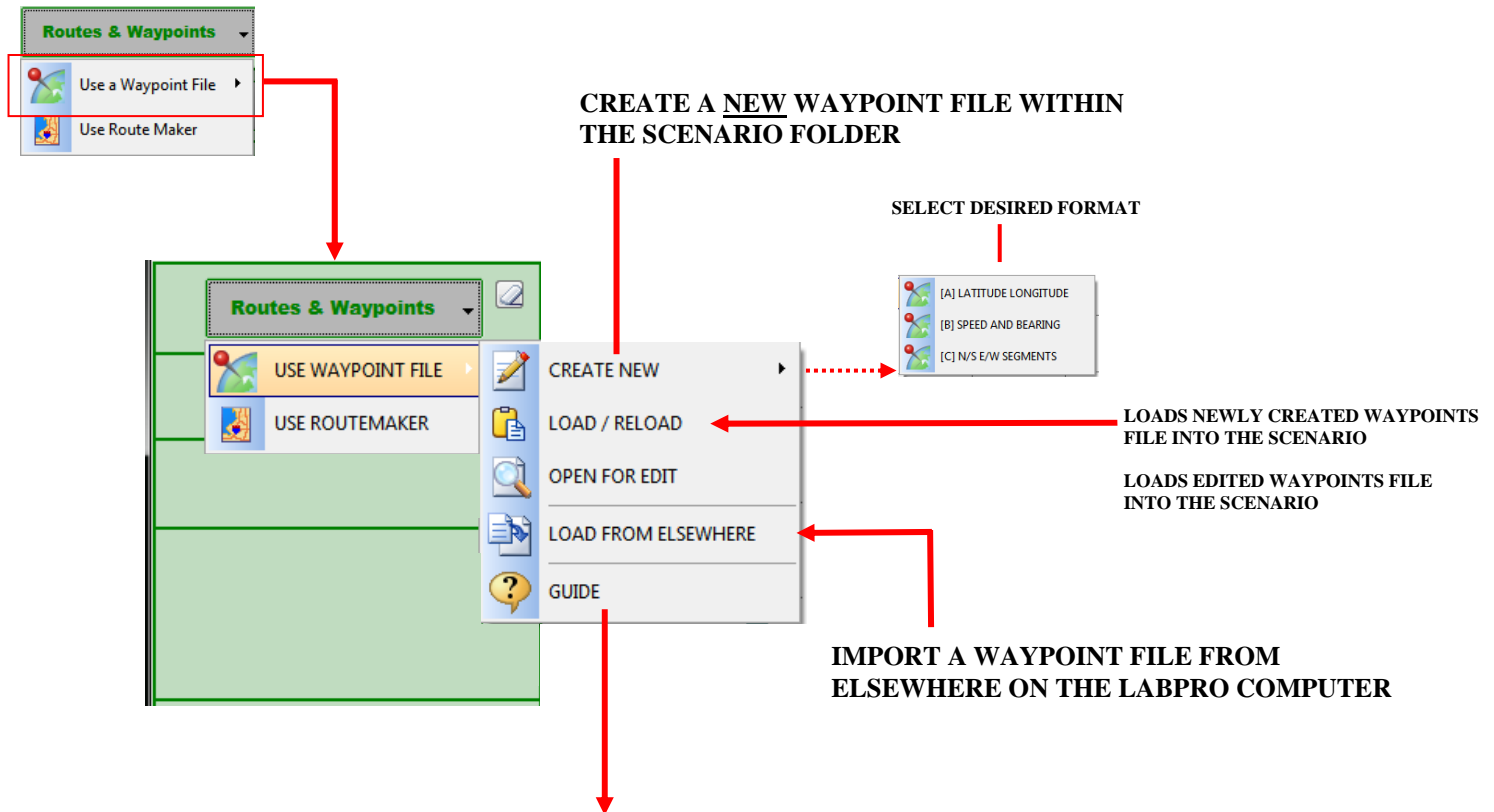 Routes & Waypoints
Use a Waypoint File
Use Route Maker
CREATE A NEW WAYPOINT FILE WITHIN
THE SCENARIO FOLDER
SELECT DESIRED FORMAT
[A] LATITUDE LONGITUDE
[B] SPEED AND BEARING
[C] N/S E/W SEGMENTS
Routes & Waypoints
USE WAYPOINT FILE
USE ROUTEMAKER
CREATE NEW
LOAD / RELOAD
OPEN FOR EDIT
LOAD FROM ELSEWHERE
GUIDE
LOADS NEWLY CREATED WAYPOINTS
FILE INTO THE SCENARIO
LOADS EDITED WAYPOINTS FILE
INTO THE SCENARIO
IMPORT A WAYPOINT FILE FROM
ELSEWHERE ON THE LABPRO COMPUTER